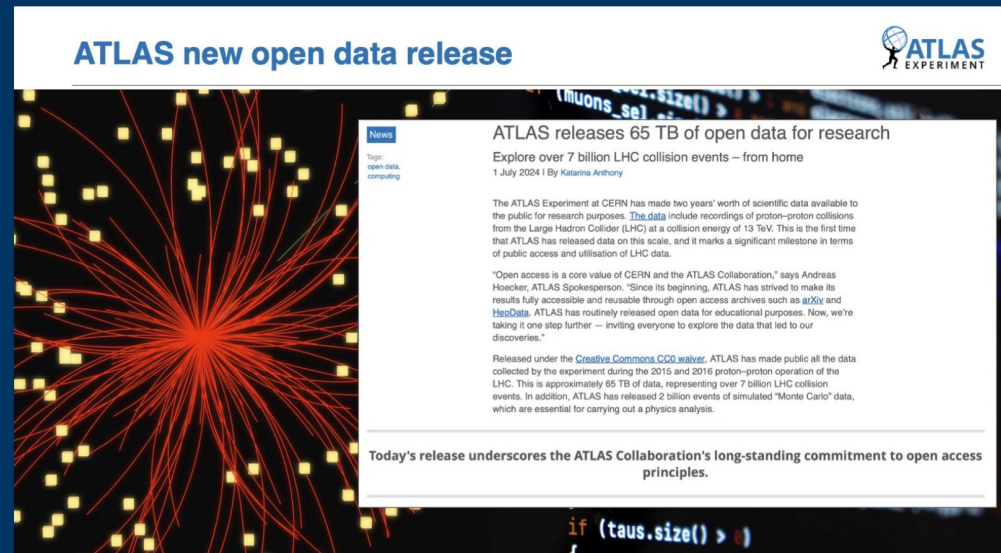 ATLAS new open data release
ATLAS
EXPERIMENT
(muons_sel
.size() >
News
Tags:
open data,
computing
ATLAS releases 65 TB of open data for research
Explore over 7 billion LHC collision events – from home
1 July 2024 | By Katarina Anthony
The ATLAS Experiment at CERN has made two years' worth of scientific data available to
the public for research purposes. The data include recordings of proton–proton collisions
from the Large Hadron Collider (LHC) at a collision energy of 13 TeV. This is the first time
that ATLAS has released data on this scale, and it marks a significant milestone in terms
of public access and utilisation of LHC data.
"Open access is a core value of CERN and the ATLAS Collaboration," says Andreas
Hoecker, ATLAS Spokesperson. "Since its beginning, ATLAS has strived to make its
results fully accessible and reusable through open access archives such as arXiv and
HepData. ATLAS has routinely released open data for educational purposes. Now, we're
taking it one step further — inviting everyone to explore the data that led to our
discoveries."
Released under the Creative Commons CC0 waiver, ATLAS has made public all the data
collected by the experiment during the 2015 and 2016 proton–proton operation of the
LHC. This is approximately 65 TB of data, representing over 7 billion LHC collision
events. In addition, ATLAS has released 2 billion events of simulated "Monte Carlo" data,
which are essential for carrying out a physics analysis.
Today's release underscores the ATLAS Collaboration's long-standing commitment to open access
principles.
if (taus.size() > 0)
{